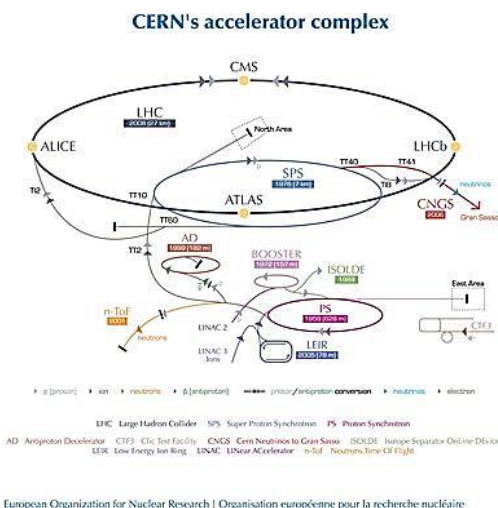 CERN's accelerator complex
CMS
LHC
2008 (27 km)
North Area
ALICE
LHCb
TT40
TT41
SPS
1976 (7 km)
TI2
TT10
TI8
neutrinos
ATLAS
CNGS
2006
Gran Sasso
TT60
AD
1999 (182 m)
TT2
BOOSTER
1972 (157 m)
ISOLDE
1989
East Area
n-ToF
2001
PS
1959 (628 m)
LINAC 2
CTF3
e-
neutrons
LINAC 3
Ions
LEIR
2005 (78 m)
p [proton] ion neutrons p̄ [antiproton] proton/antiproton conversion neutrinos electron
LHC Large Hadron Collider SPS Super Proton Synchrotron PS Proton Synchrotron
AD Antiproton Decelerator CTF3 Clic Test Facility CNGS Cern Neutrinos to Gran Sasso ISOLDE Isotope Separator OnLine DEvice
LEIR Low Energy Ion Ring LINAC LINear ACcelerator n-ToF Neutrons Time Of Flight
European Organization for Nuclear Research | Organisation européenne pour la recherche nucléaire